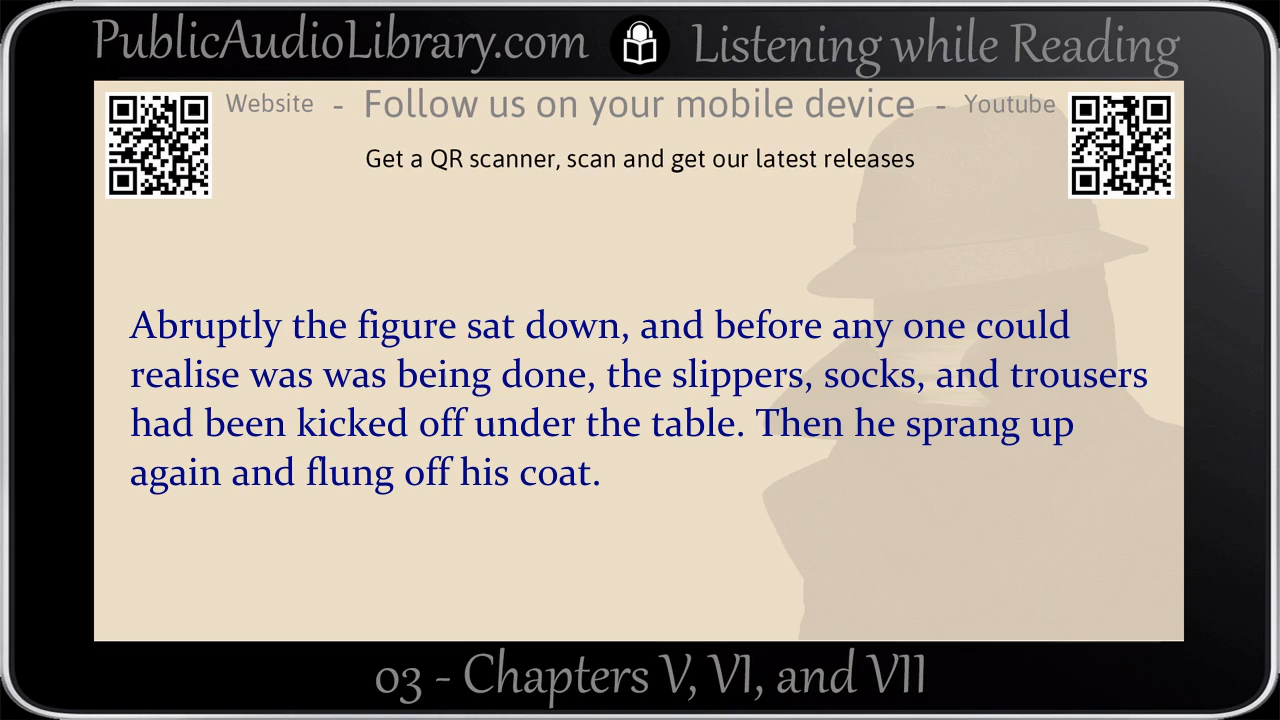 PublicAudioLibrary.com Listening while Reading
Website - Follow us on your mobile device - Youtube
Get a QR scanner, scan and get our latest releases
Abruptly the figure sat down, and before any one could
realise was was being done, the slippers, socks, and trousers
had been kicked off under the table. Then he sprang up
again and flung off his coat.
03 - Chapters V, VI, and VII